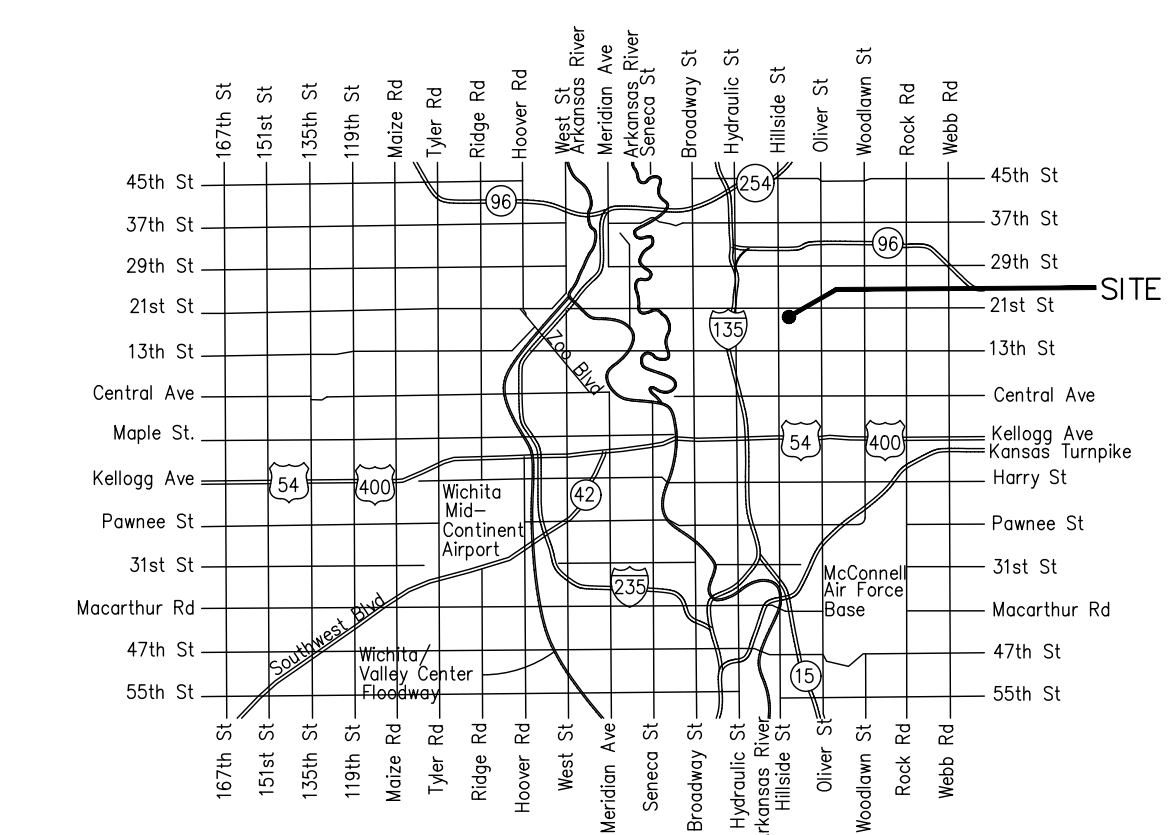 167th St
151st St
135th St
119th St
Maize Rd
Tyler Rd
Ridge Rd
Hoover Rd
West St
Arkansas River
Meridian Ave
Arkansas River
Seneca St
Broadway St
Hydraulic St
Hillside St
Oliver St
Woodlawn St
Rock Rd
Webb Rd
45th St
254
45th St
96
37th St
37th St
96
29th St
29th St
SITE
21st St
21st St
135
13th St
13th St
Zoo Blvd
Central Ave
Central Ave
Maple St.
54
400
Kellogg Ave
Kansas Turnpike
Kellogg Ave
54
400
Harry St
Wichita
Mid-
Continent
Airport
42
Pawnee St
Pawnee St
31st St
31st St
235
McConnell
Air Force
Base
Macarthur Rd
Macarthur Rd
Southwest Blvd
47th St
47th St
Wichita/
Valley Center
Floodway
15
55th St
55th St
167th St
151st St
135th St
119th St
Maize Rd
Tyler Rd
Ridge Rd
Hoover Rd
West St
Meridian Ave
Seneca St
Broadway St
Hydraulic St
rkansas River
Hillside St
Oliver St
Woodlawn St
Rock Rd
Webb Rd